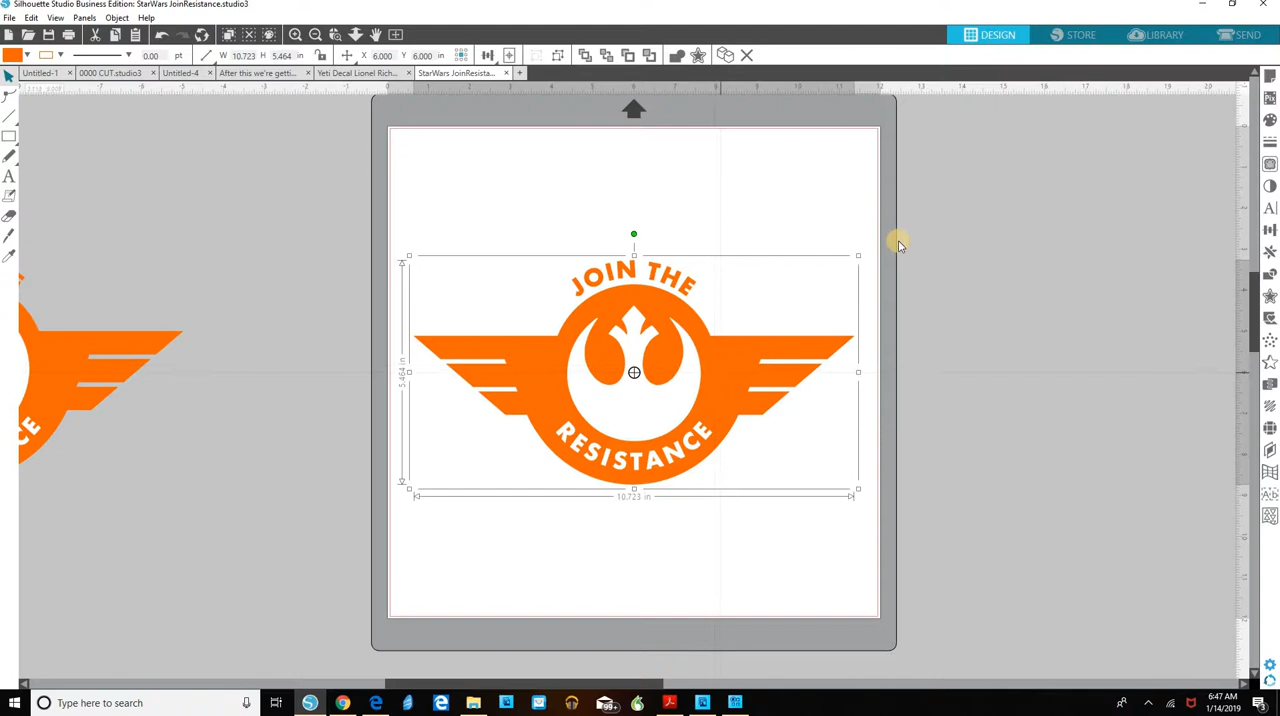 Silhouette Studio Business Edition: StarWars JoinResistance.studio3
File Edit View Panels Object Help
DESIGN STORE LIBRARY SEND
0.00 pt W 10.723 H 5.464 in X 6.000 Y 6.000 in
Untitled-1 × 0000 CUT.studio3 × Untitled-4 × After this we're getti... × Yeti Decal Lionel Rich... × StarWars JoinResista... × +
JOIN THE
RESISTANCE
5.464 in
10.723 in
CE
Type here to search
99+
6:47 AM
1/14/2019